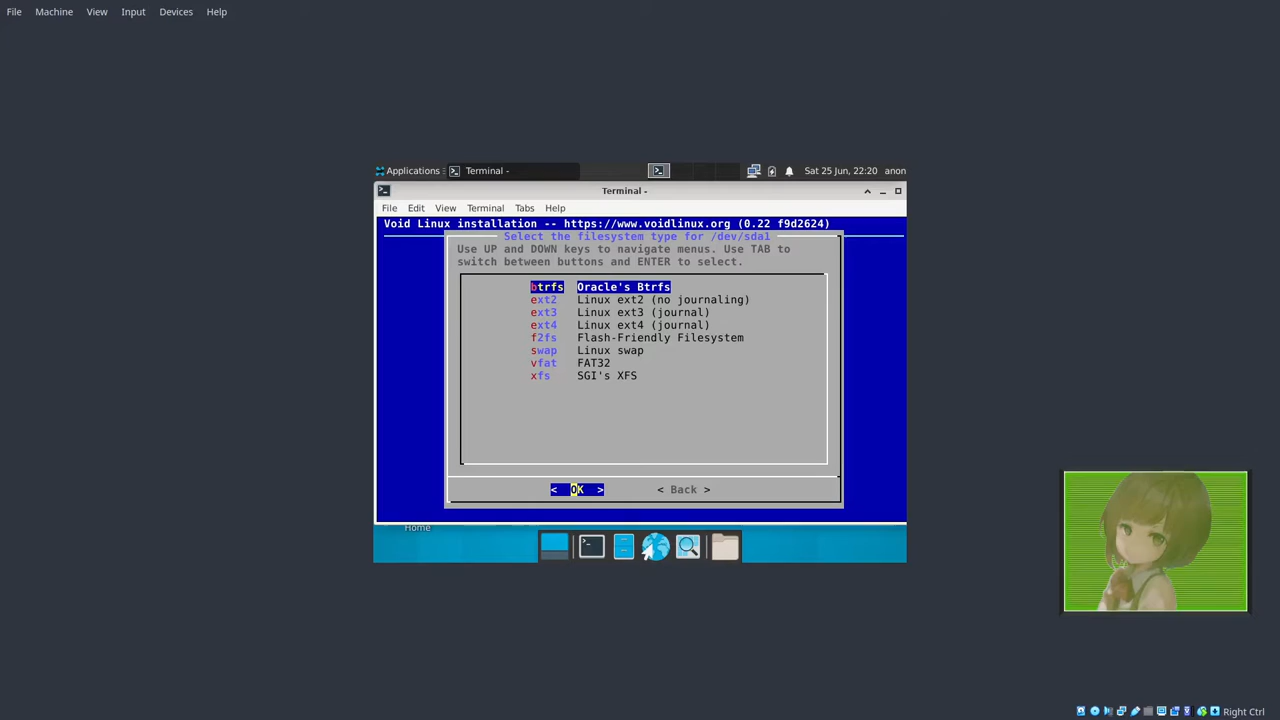 File Machine View Input Devices Help
Applications Terminal - Sat 25 Jun, 22:20 anon
Terminal -
File Edit View Terminal Tabs Help
Void Linux installation -- https://www.voidlinux.org (0.22 f9d2624)
Select the filesystem type for /dev/sda1
Use UP and DOWN keys to navigate menus. Use TAB to
switch between buttons and ENTER to select.
btrfs Oracle's Btrfs
ext2 Linux ext2 (no journaling)
ext3 Linux ext3 (journal)
ext4 Linux ext4 (journal)
f2fs Flash-Friendly Filesystem
swap Linux swap
vfat FAT32
xfs SGI's XFS
< OK > < Back >
Home
Right Ctrl